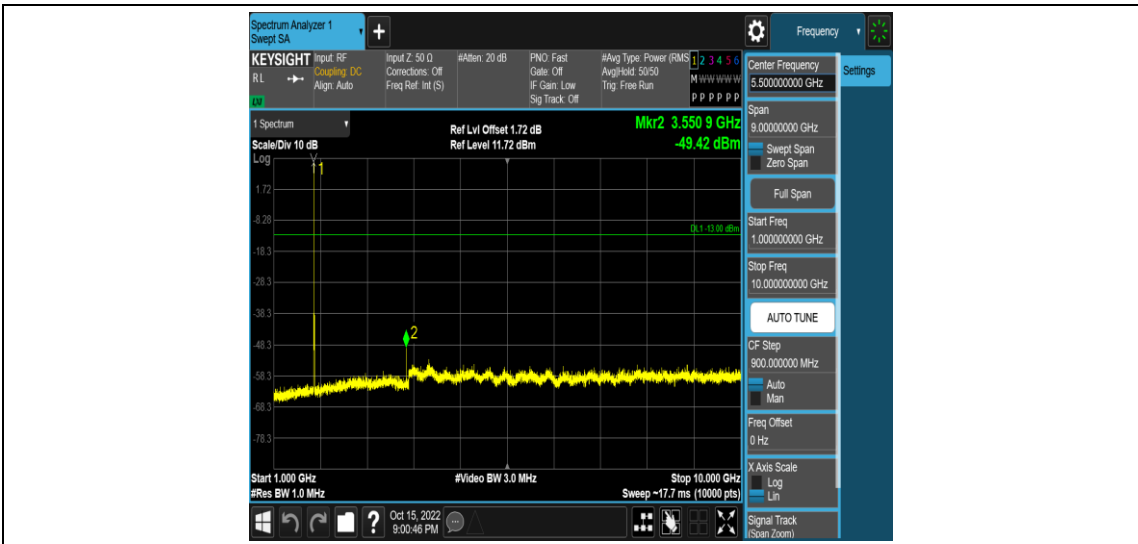 Spectrum Analyzer 1
Swept SA
+
Frequency
KEYSIGHT
RL
LXI
Input: RF
Coupling: DC
Align: Auto
Input Z: 50 Ω
Corrections: Off
Freq Ref: Int (S)
#Atten: 20 dB
PNO: Fast
Gate: Off
IF Gain: Low
Sig Track: Off
#Avg Type: Power (RMS
Avg|Hold: 50/50
Trig: Free Run
1 2 3 4 5 6
M W W W W W
P P P P P P
1 Spectrum
Scale/Div 10 dB
Log
Ref Lvl Offset 1.72 dB
Ref Level 11.72 dBm
Mkr2 3.550 9 GHz
-49.42 dBm
1
1.72
-8.28
DL1 -13.00 dBm
-18.3
-28.3
-38.3
2
-48.3
-58.3
-68.3
-78.3
Start 1.000 GHz
#Res BW 1.0 MHz
#Video BW 3.0 MHz
Stop 10.000 GHz
Sweep ~17.7 ms (10000 pts)
?
Oct 15, 2022
9:00:46 PM
Center Frequency
5.500000000 GHz
Settings
Span
9.00000000 GHz
Swept Span
Zero Span
Full Span
Start Freq
1.000000000 GHz
Stop Freq
10.000000000 GHz
AUTO TUNE
CF Step
900.000000 MHz
Auto
Man
Freq Offset
0 Hz
X Axis Scale
Log
Lin
Signal Track
(Span Zoom)